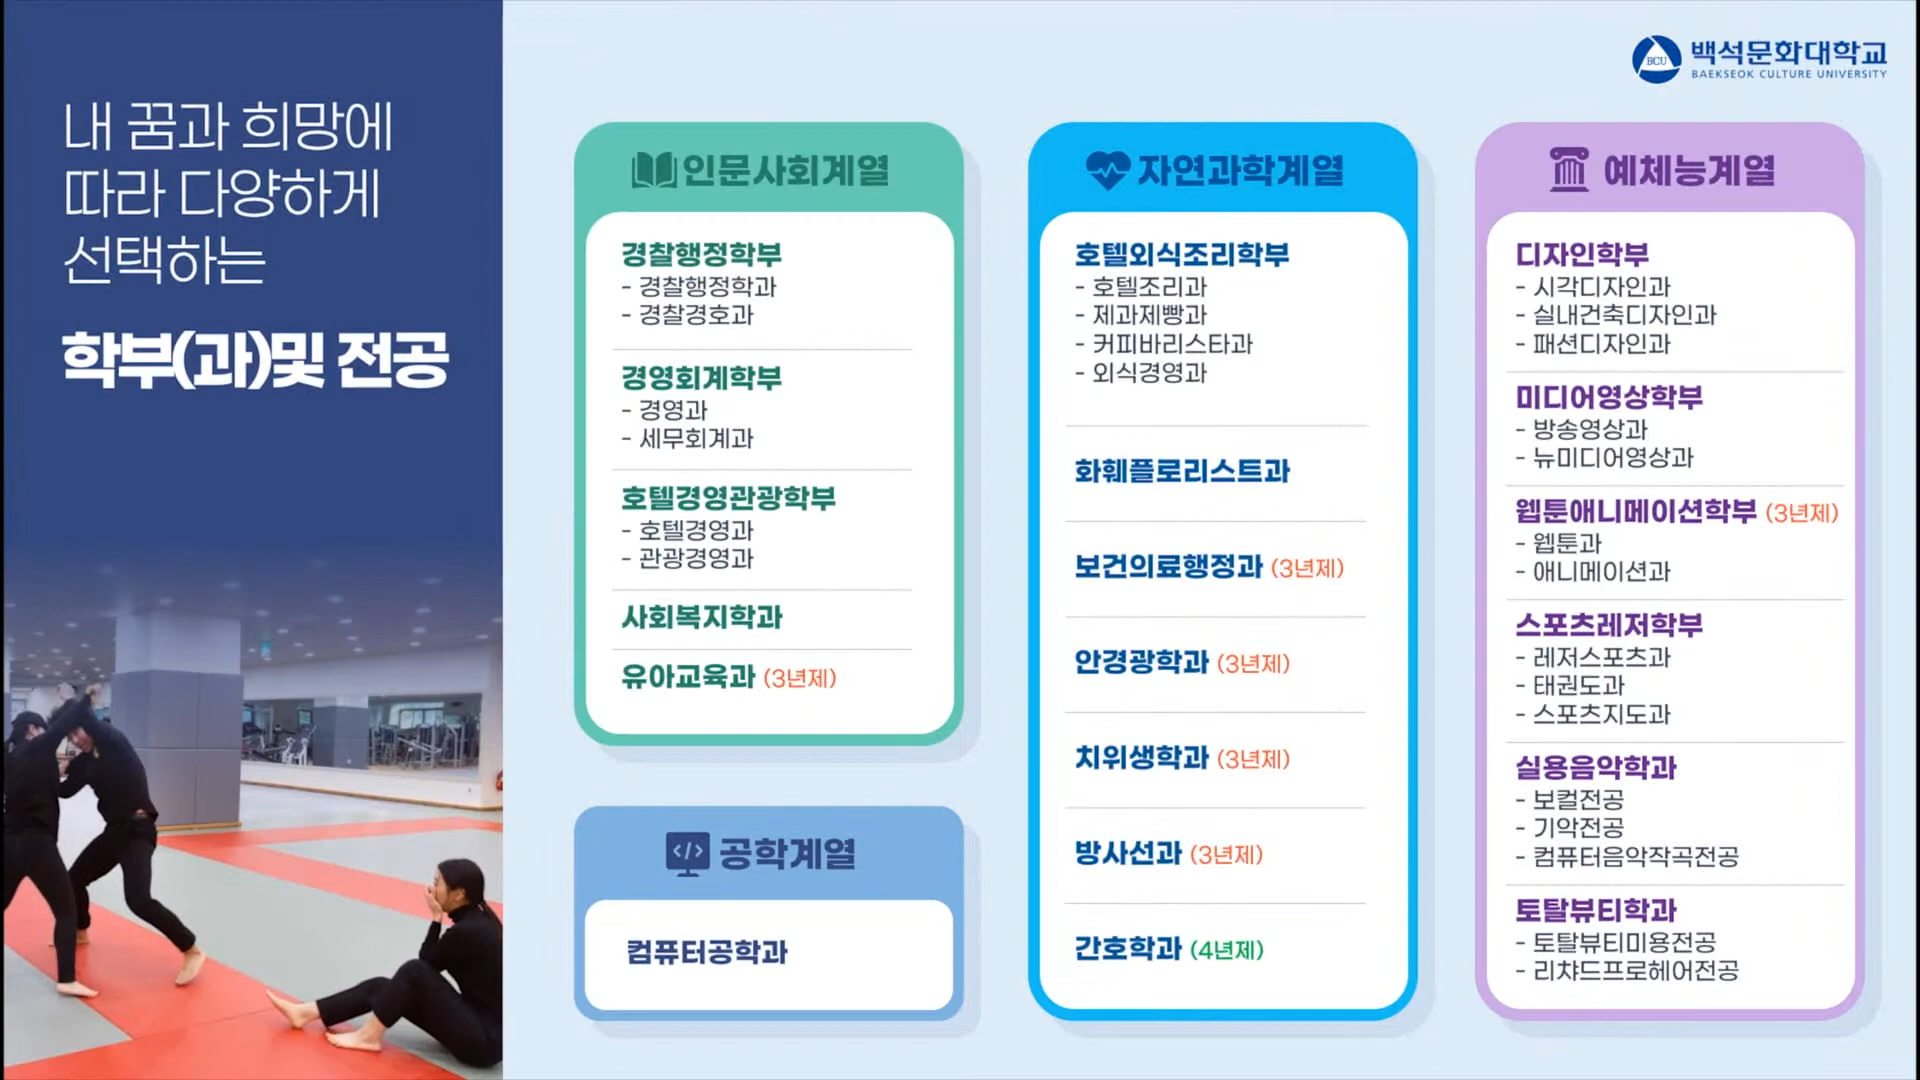 내 꿈과 희망에
따라 다양하게
선택하는
학부(과)및 전공
BCU
백석문화대학교
BAEKSEOK CULTURE UNIVERSITY
인문사회계열
경찰행정학부
- 경찰행정학과
- 경찰경호과
경영회계학부
- 경영과
- 세무회계과
호텔경영관광학부
- 호텔경영과
- 관광경영과
사회복지학과
유아교육과 (3년제)
</> 공학계열
컴퓨터공학과
자연과학계열
호텔외식조리학부
- 호텔조리과
- 제과제빵과
- 커피바리스타과
- 외식경영과
화훼플로리스트과
보건의료행정과 (3년제)
안경광학과 (3년제)
치위생학과 (3년제)
방사선과 (3년제)
간호학과 (4년제)
예체능계열
디자인학부
- 시각디자인과
- 실내건축디자인과
- 패션디자인과
미디어영상학부
- 방송영상과
- 뉴미디어영상과
웹툰애니메이션학부 (3년제)
- 웹툰과
- 애니메이션과
스포츠레저학부
- 레저스포츠과
- 태권도과
- 스포츠지도과
실용음악학과
- 보컬전공
- 기악전공
- 컴퓨터음악작곡전공
토탈뷰티학과
- 토탈뷰티미용전공
- 리챠드프로헤어전공